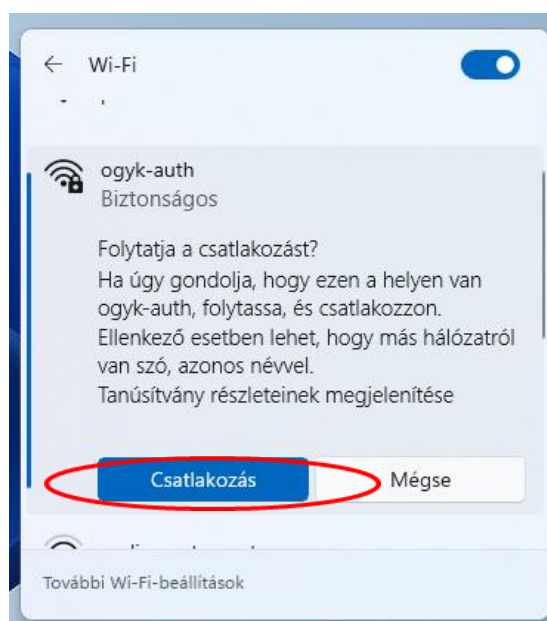 Wi-Fi
ogyk-auth
Biztonságos
Folytatja a csatlakozást?
Ha úgy gondolja, hogy ezen a helyen van
ogyk-auth, folytassa, és csatlakozzon.
Ellenkező esetben lehet, hogy más hálózatról
van szó, azonos névvel.
Tanúsítvány részleteinek megjelenítése
Csatlakozás Mégse
További Wi-Fi-beállítások